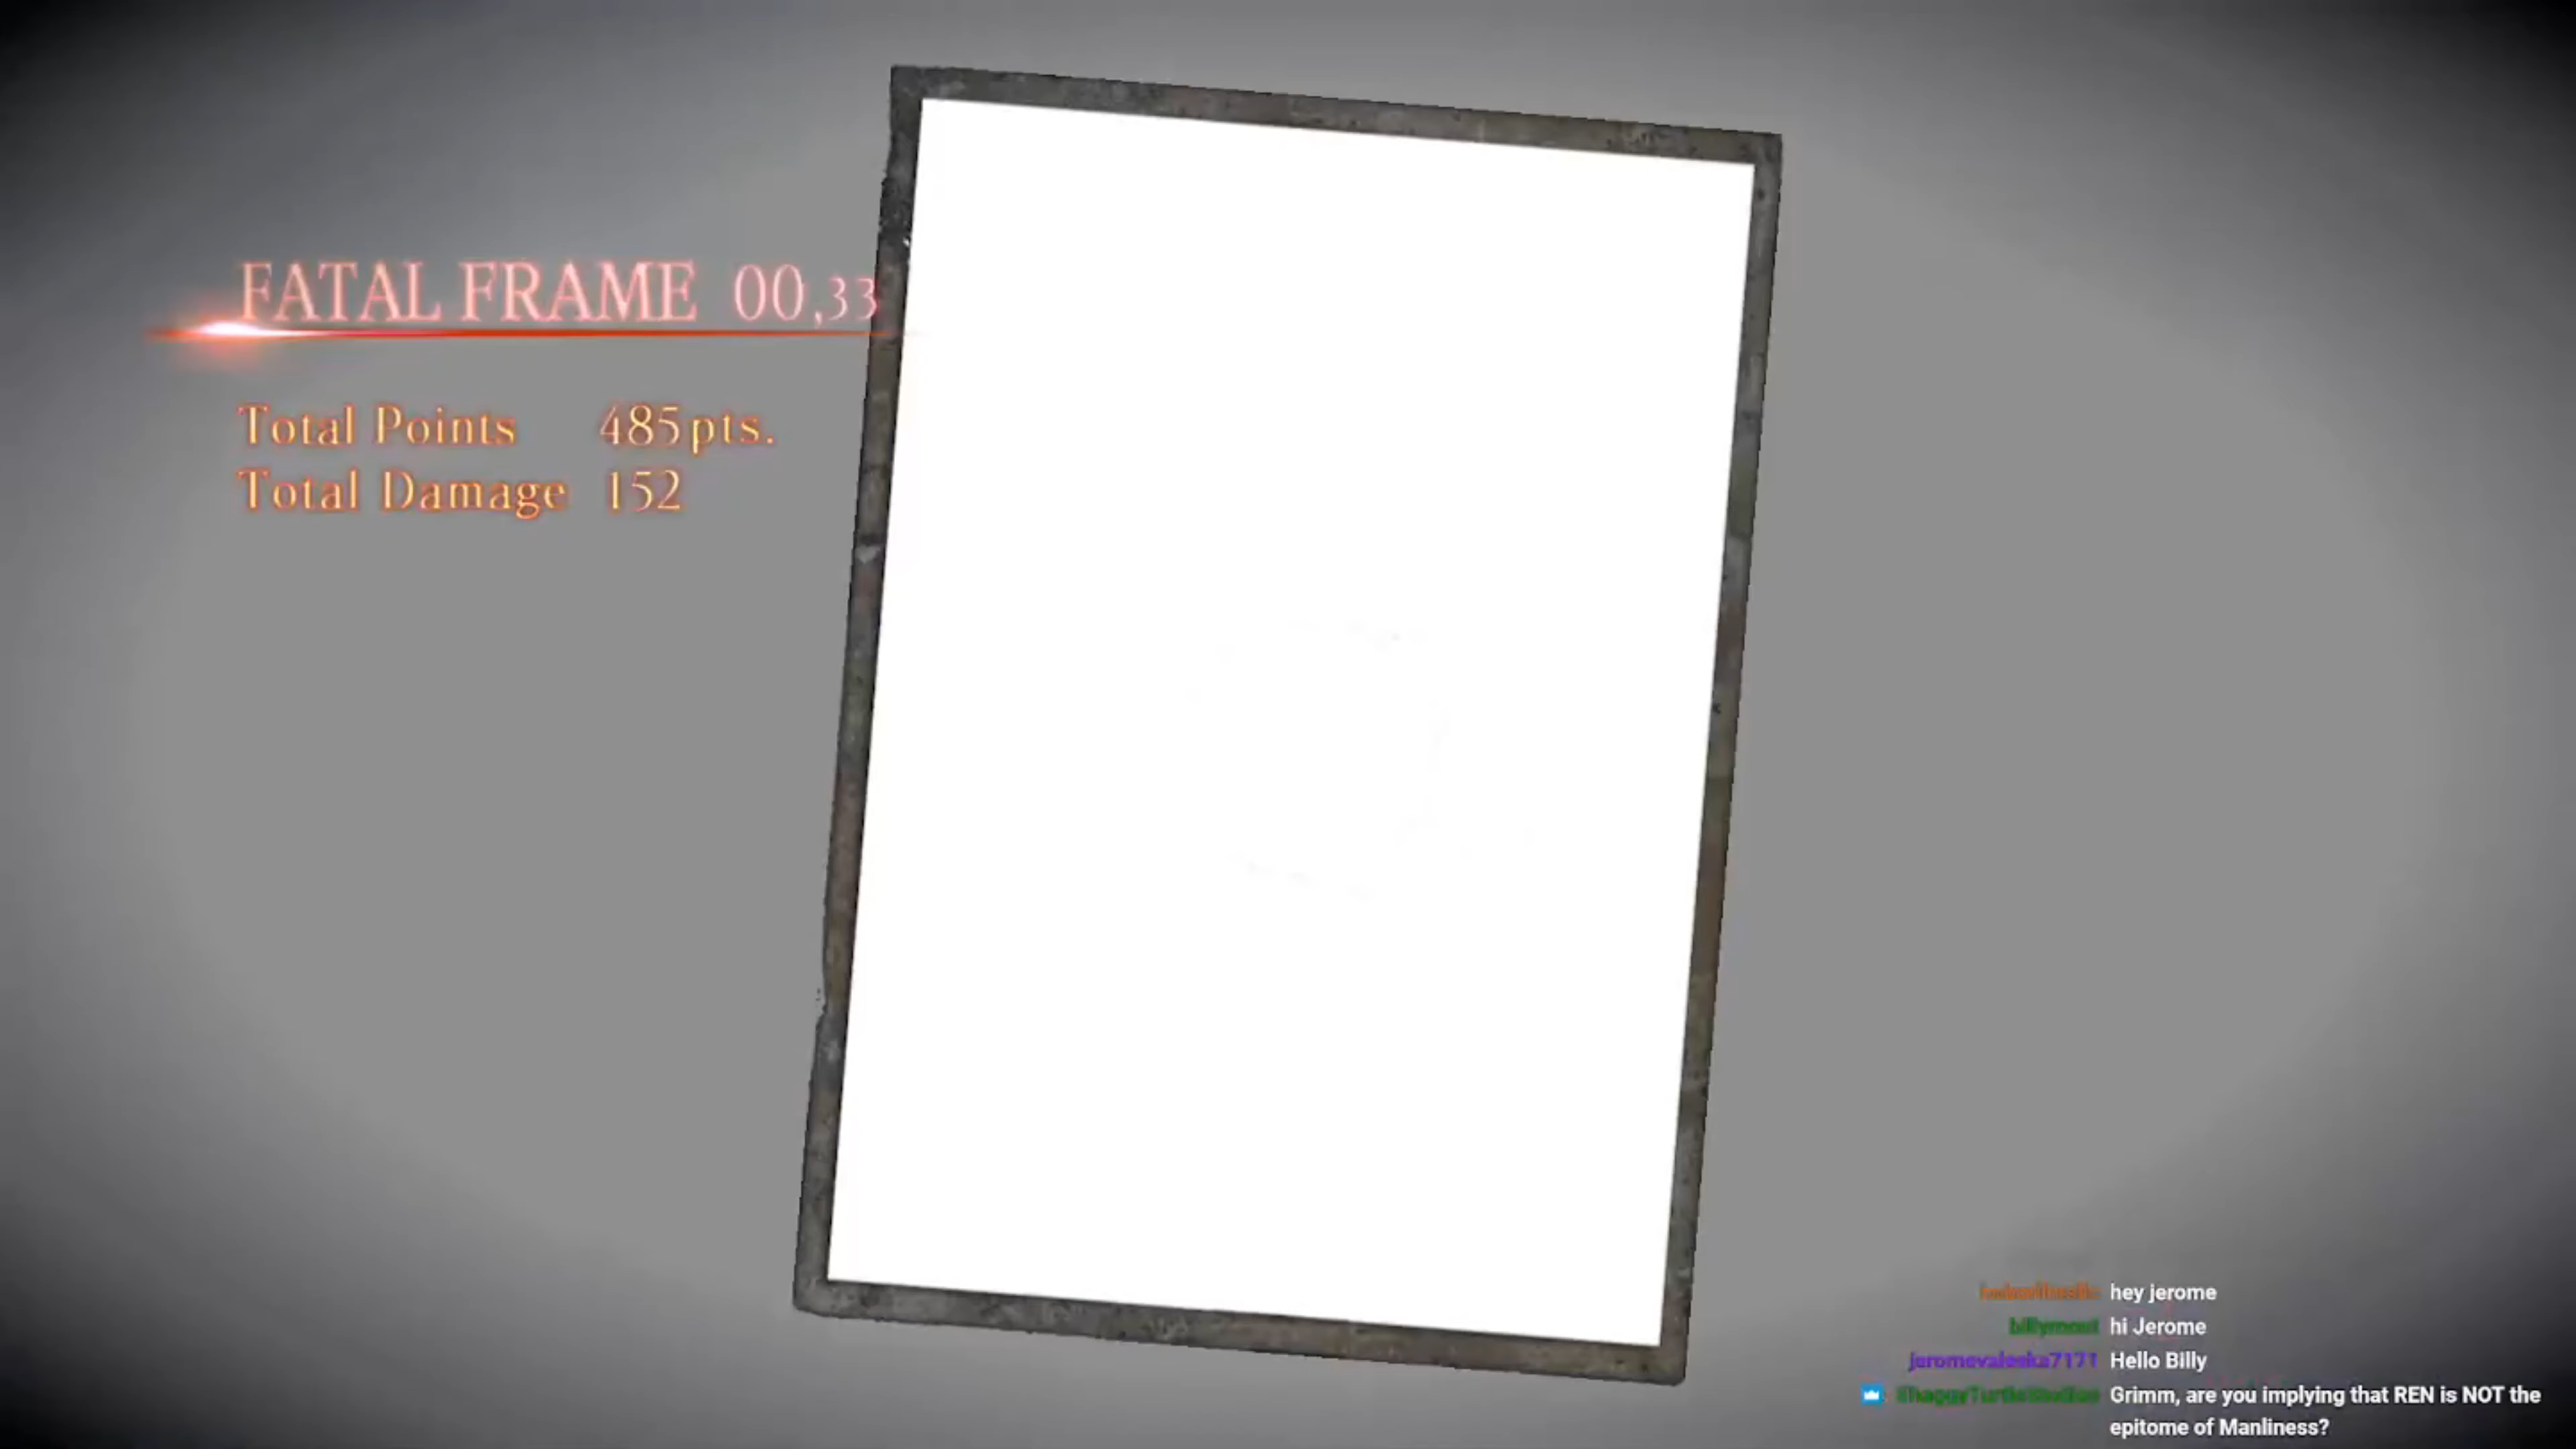 FATAL FRAME 00,33
Total Points 485pts.
Total Damage 152
hey jerome
hi Jerome
jeromevaleska7171 Hello Billy
Grimm, are you implying that REN is NOT the
epitome of Manliness?